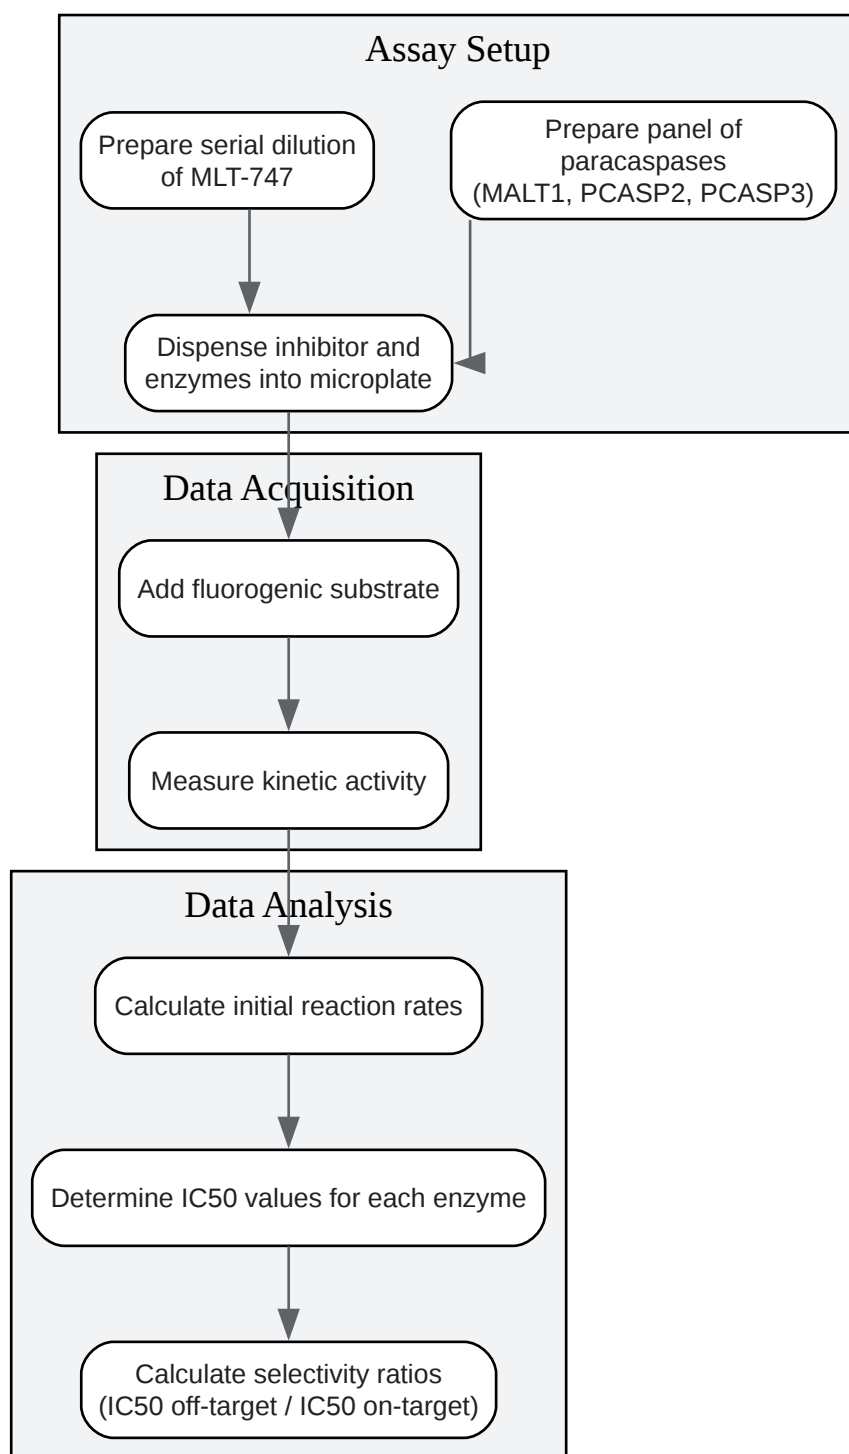 Assay Setup
Prepare serial dilution
of MLT-747
Prepare panel of
paracaspases
(MALT1, PCASP2, PCASP3)
Dispense inhibitor and
enzymes into microplate
Data Acquisition
Add fluorogenic substrate
Measure kinetic activity
Data Analysis
Calculate initial reaction rates
Determine IC50 values for each enzyme
Calculate selectivity ratios
(IC50 off-target / IC50 on-target)